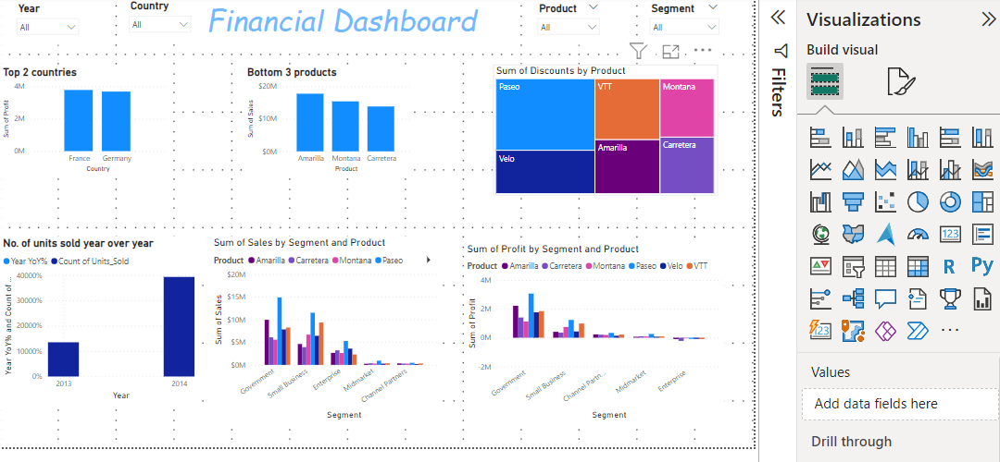 Year
All
Country
All
Financial Dashboard
Product
All
Segment
All
Top 2 countries
Sum of Profit
4M
2M
0M
France
Germany
Country
Bottom 3 products
Sum of Sales
$20M
$10M
$0M
Amarilla
Montana
Carretera
Product
Sum of Discounts by Product
Paseo
Velo
VTT
Amarilla
Montana
Carretera
No. of units sold year over year
Year YoY% Count of Units_Sold
Year YoY% and Count of ...
40000%
30000%
20000%
10000%
0%
2013
2014
Year
Sum of Sales by Segment and Product
Product Amarilla Carretera Montana Paseo
Sum of Sales
$20M
$15M
$10M
$5M
$0M
Government
Small Business
Enterprise
Midmarket
Channel Partners
Segment
Sum of Profit by Segment and Product
Product Amarilla Carretera Montana Paseo Velo VTT
Sum of Profit
4M
2M
0M
-2M
Government
Small Business
Channel Partn...
Midmarket
Enterprise
Segment
Filters
Visualizations
Build visual
123
R
Py
123
Values
Add data fields here
Drill through